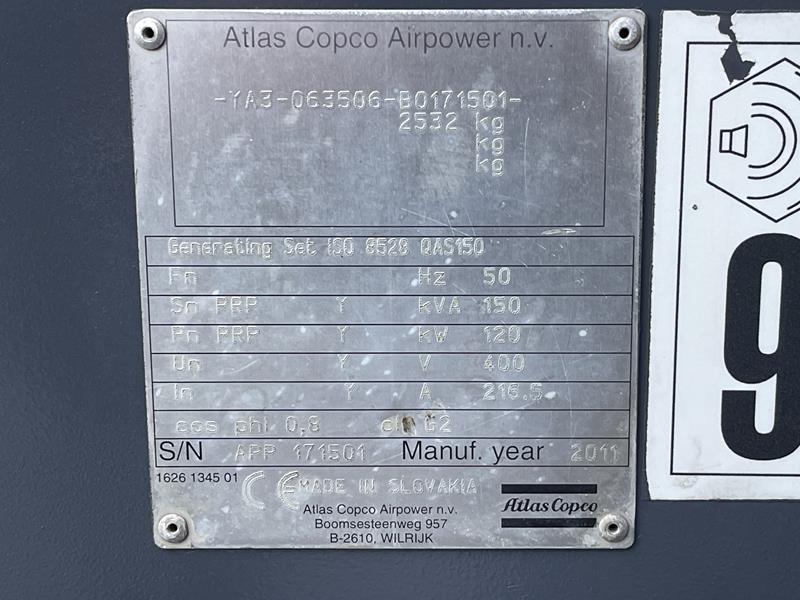 Atlas Copco Airpower n.v.
-YA3-063506-B0171501-
2532 kg
kg
kg
Generating Set ISO 8528 QAS150
Fn Hz 50
Sn PRP Y kVA 150
Pn PRP Y kW 120
Un Y V 400
In Y A 216.5
cos phi 0,8 cl G2
S/N APP 171501 Manuf. year 2011
1626 1345 01
CE MADE IN SLOVAKIA
Atlas Copco
Atlas Copco Airpower n.v.
Boomsesteenweg 957
B-2610, WILRIJK
9